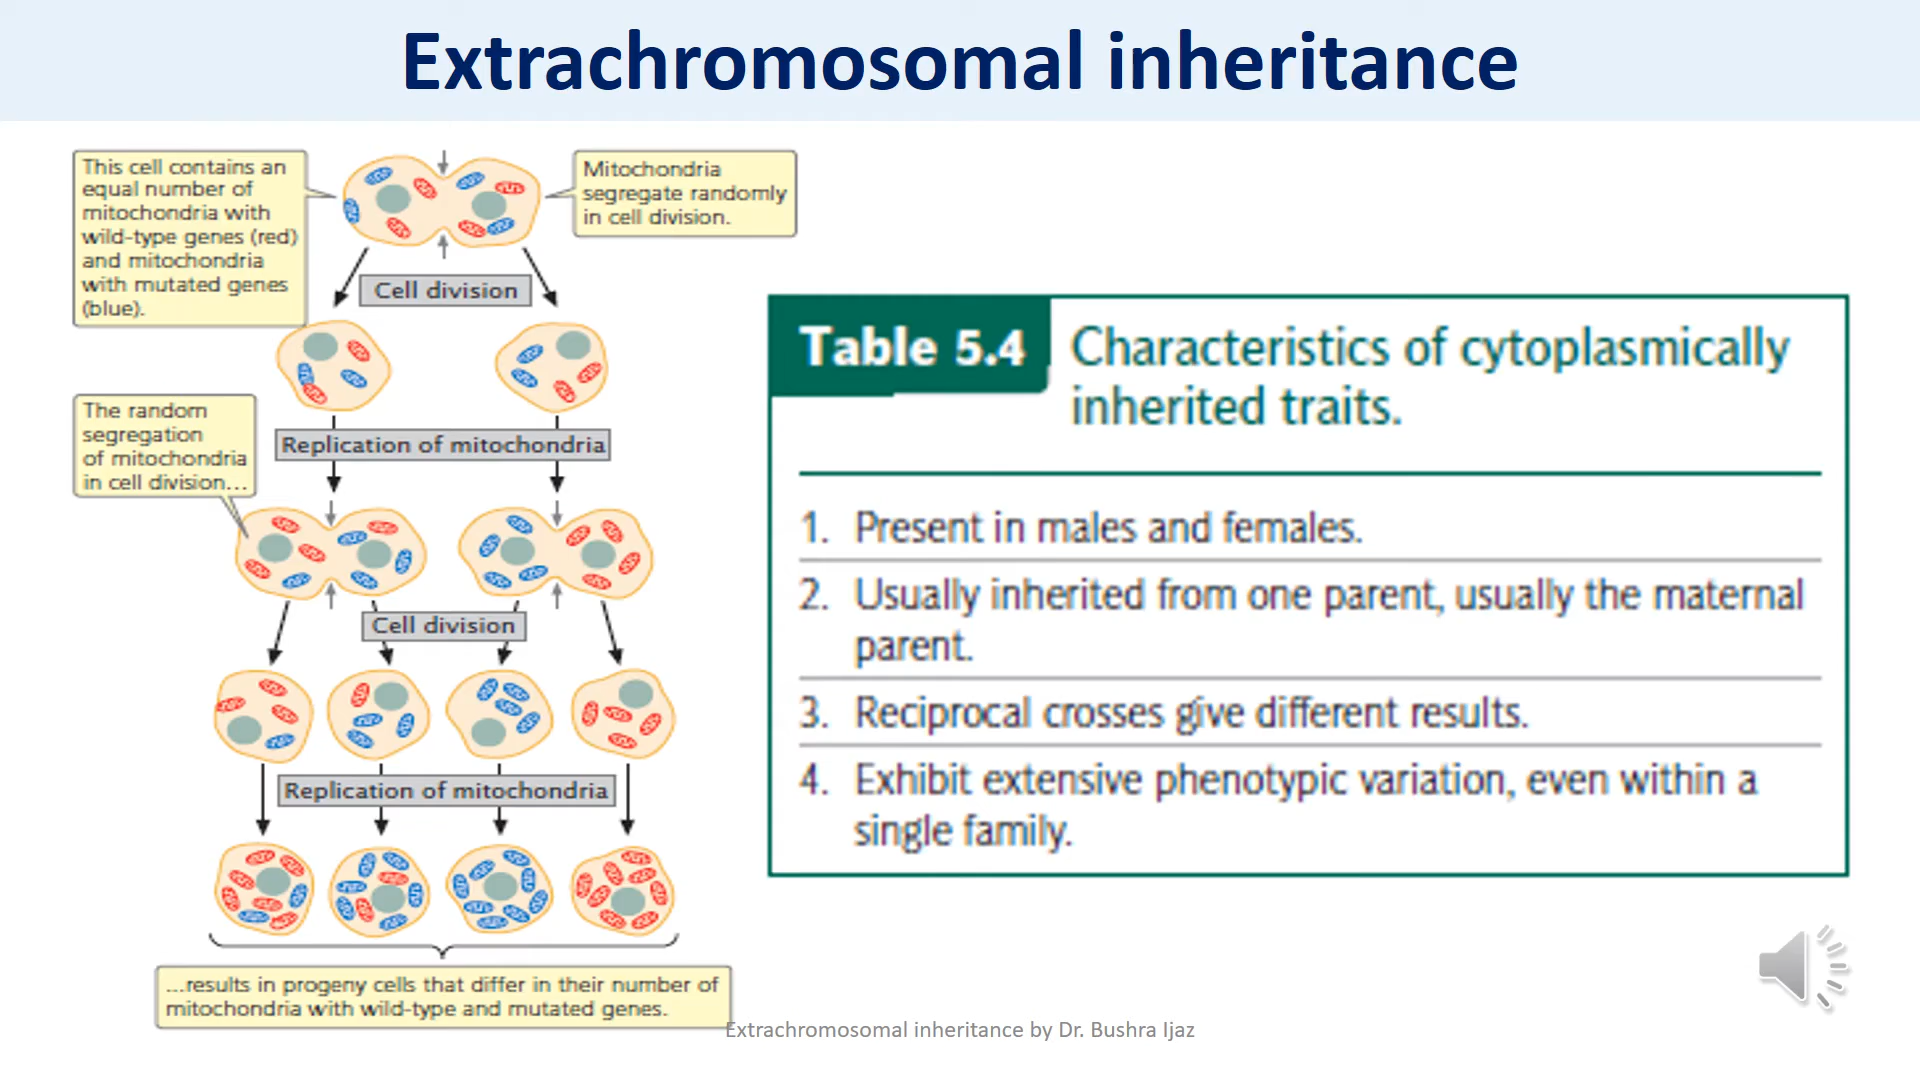 Extrachromosomal inheritance
This cell contains an
equal number of
mitochondria with
wild-type genes (red)
and mitochondria
with mutated genes
(blue).
Mitochondria
segregate randomly
in cell division.
Cell division
Replication of mitochondria
The random
segregation
of mitochondria
in cell division...
Cell division
Replication of mitochondria
...results in progeny cells that differ in their number of
mitochondria with wild-type and mutated genes.
Table 5.4 Characteristics of cytoplasmically
inherited traits.
1. Present in males and females.
2. Usually inherited from one parent, usually the maternal
parent.
3. Reciprocal crosses give different results.
4. Exhibit extensive phenotypic variation, even within a
single family.
Extrachromosomal inheritance by Dr. Bushra Ijaz